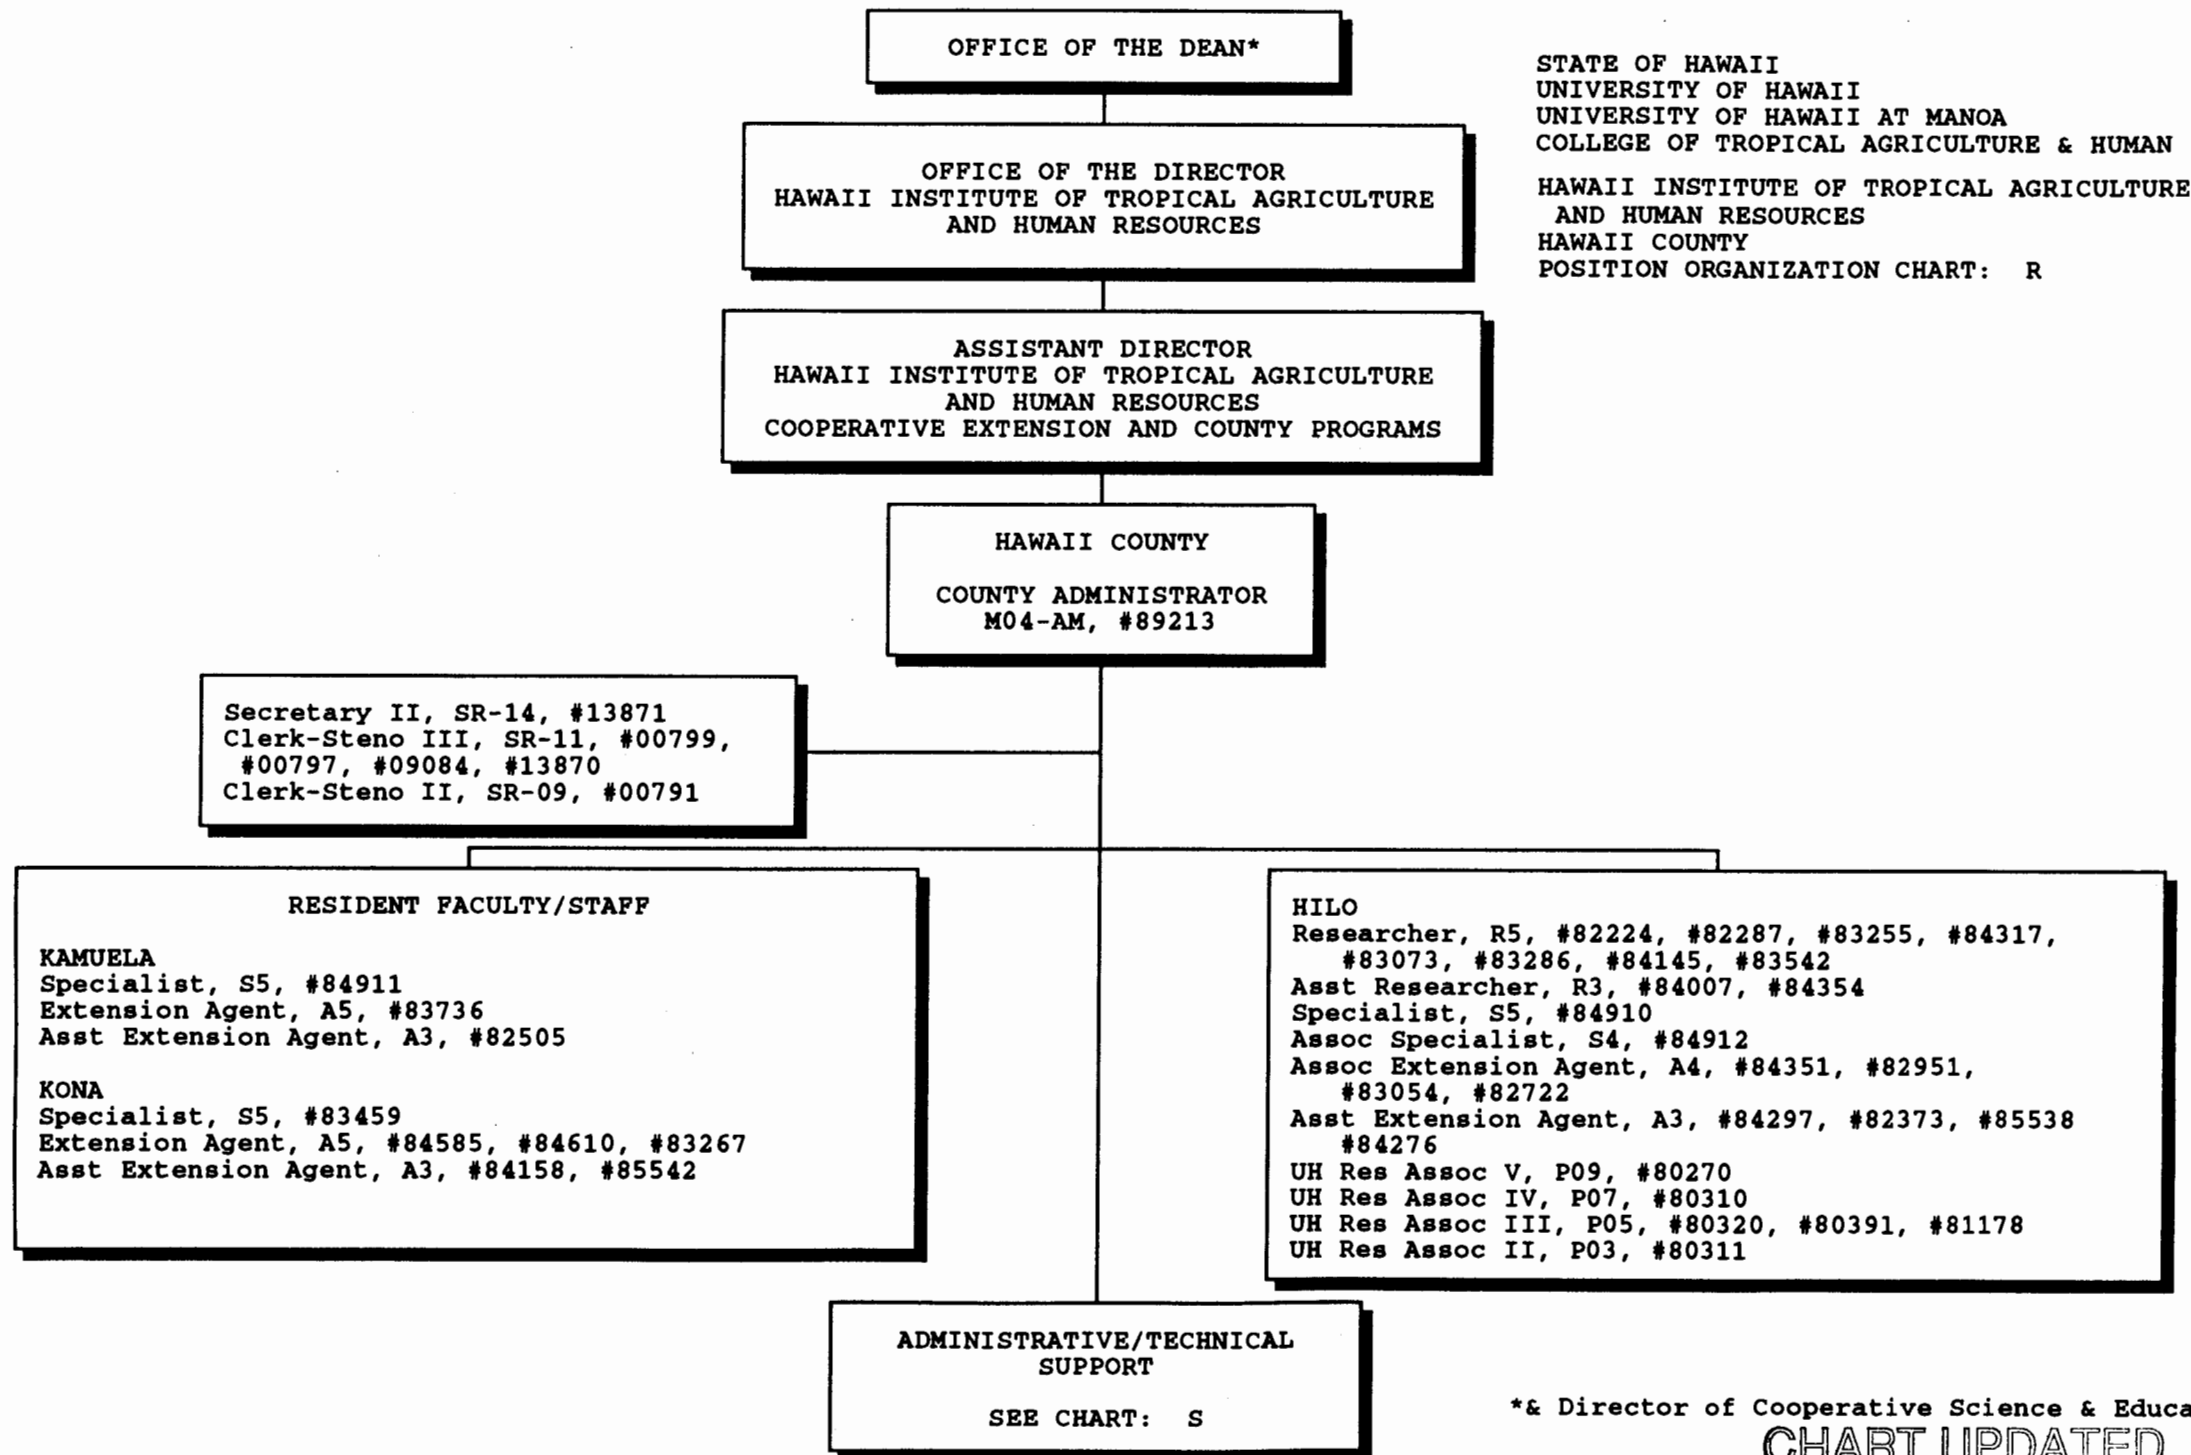 OFFICE OF THE DEAN*
STATE OF HAWAII
UNIVERSITY OF HAWAII
UNIVERSITY OF HAWAII AT MANOA
COLLEGE OF TROPICAL AGRICULTURE & HUMAN
HAWAII INSTITUTE OF TROPICAL AGRICULTURE
AND HUMAN RESOURCES
HAWAII COUNTY
POSITION ORGANIZATION CHART: R
OFFICE OF THE DIRECTOR
HAWAII INSTITUTE OF TROPICAL AGRICULTURE
AND HUMAN RESOURCES
ASSISTANT DIRECTOR
HAWAII INSTITUTE OF TROPICAL AGRICULTURE
AND HUMAN RESOURCES
COOPERATIVE EXTENSION AND COUNTY PROGRAMS
HAWAII COUNTY
COUNTY ADMINISTRATOR
M04-AM, #89213
Secretary II, SR-14, #13871
Clerk-Steno III, SR-11, #00799,
#00797, #09084, #13870
Clerk-Steno II, SR-09, #00791
RESIDENT FACULTY/STAFF
KAMUELA
Specialist, S5, #84911
Extension Agent, A5, #83736
Asst Extension Agent, A3, #82505
KONA
Specialist, S5, #83459
Extension Agent, A5, #84585, #84610, #83267
Asst Extension Agent, A3, #84158, #85542
HILO
Researcher, R5, #82224, #82287, #83255, #84317,
#83073, #83286, #84145, #83542
Asst Researcher, R3, #84007, #84354
Specialist, S5, #84910
Assoc Specialist, S4, #84912
Assoc Extension Agent, A4, #84351, #82951,
#83054, #82722
Asst Extension Agent, A3, #84297, #82373, #85538
#84276
UH Res Assoc V, P09, #80270
UH Res Assoc IV, P07, #80310
UH Res Assoc III, P05, #80320, #80391, #81178
UH Res Assoc II, P03, #80311
ADMINISTRATIVE/TECHNICAL
SUPPORT
SEE CHART: S
*& Director of Cooperative Science & Educa
CHART UPDATED